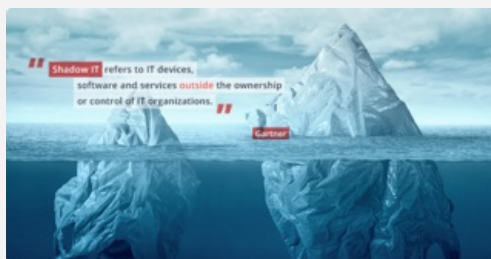 " Shadow IT refers to IT devices,
software and services outside the ownership
or control of IT organizations. "
Gartner